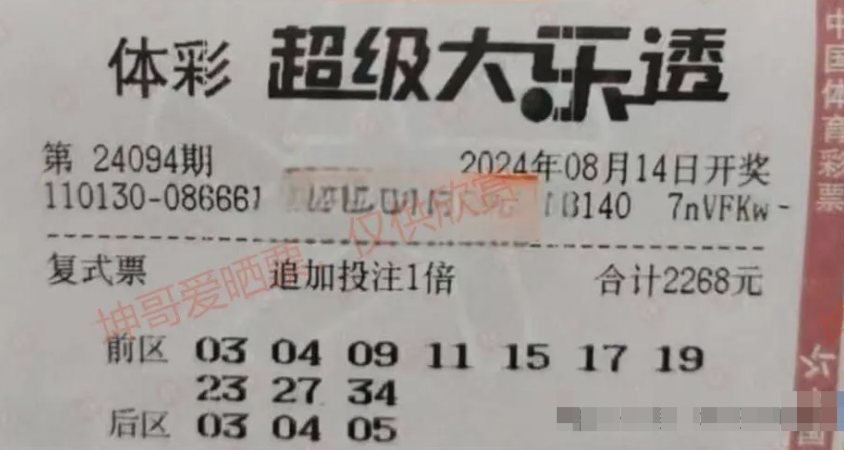 体彩 超级大乐透
第 24094期 2024年08月14日开奖
110130-086661 B140 7nVFKw-
复式票 追加投注1倍 合计2268元
前区 03 04 09 11 15 17 19
23 27 34
后区 03 04 05
坤哥爱晒票，仅供欣赏
中国体育彩票
公
国